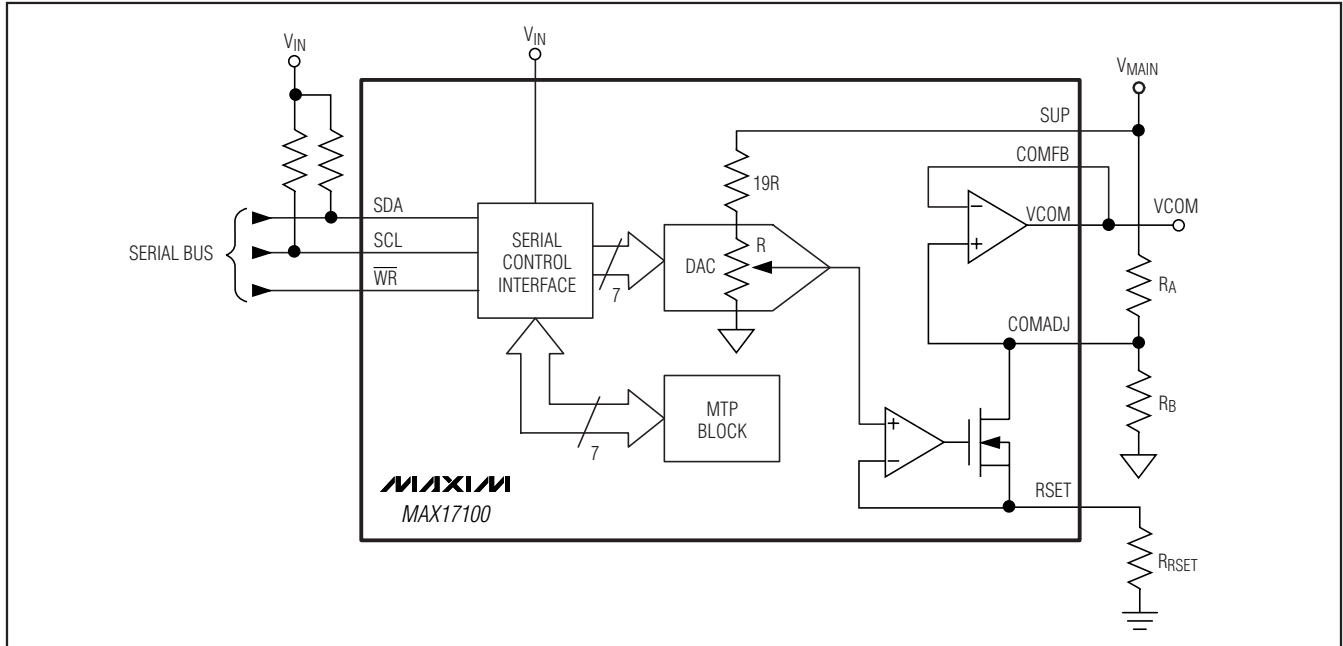 VIN
VIN
VMAIN
SUP
COMFB
19R
SDA
VCOM
VCOM
SERIAL BUS
SCL
SERIAL
CONTROL
INTERFACE
7
DAC
R
RA
WR
COMADJ
MTP
BLOCK
7
RB
+
−
+
−
RSET
MAXIM
MAX17100
RRSET